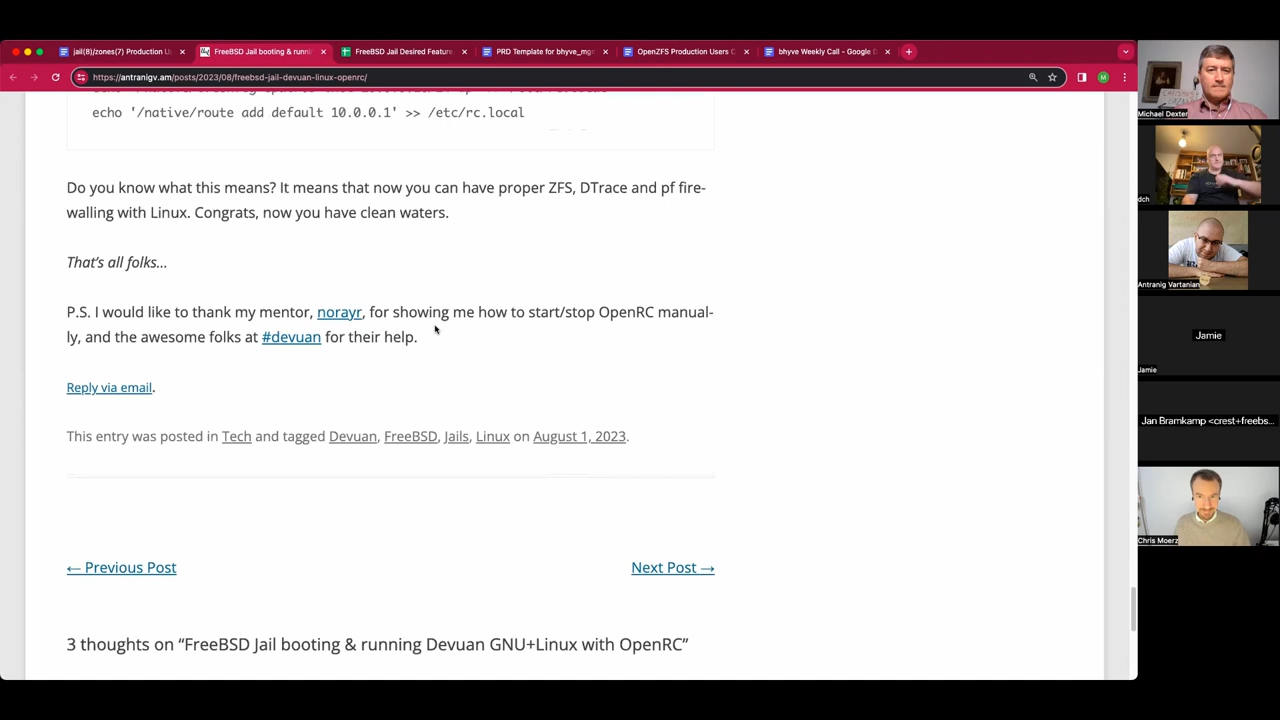 jail(8)/zones(7) Production U
FreeBSD Jail booting & runni
FreeBSD Jail Desired Feature
PRD Template for bhyve_mg
OpenZFS Production Users C
bhyve Weekly Call - Google D
https://antranigv.am/posts/2023/08/freebsd-jail-devuan-linux-openrc/
M
echo '/native/route add default 10.0.0.1' >> /etc/rc.local
Do you know what this means? It means that now you can have proper ZFS, DTrace and pf fire-
walling with Linux. Congrats, now you have clean waters.
That's all folks…
P.S. I would like to thank my mentor, norayr, for showing me how to start/stop OpenRC manual-
ly, and the awesome folks at #devuan for their help.
Reply via email.
This entry was posted in Tech and tagged Devuan, FreeBSD, Jails, Linux on August 1, 2023.
← Previous Post
Next Post →
3 thoughts on “FreeBSD Jail booting & running Devuan GNU+Linux with OpenRC”
Michael Dexter
dch
Antranig Vartanian
Jamie
Jamie
Jan Bramkamp <crest+freebs...
Chris Moerz